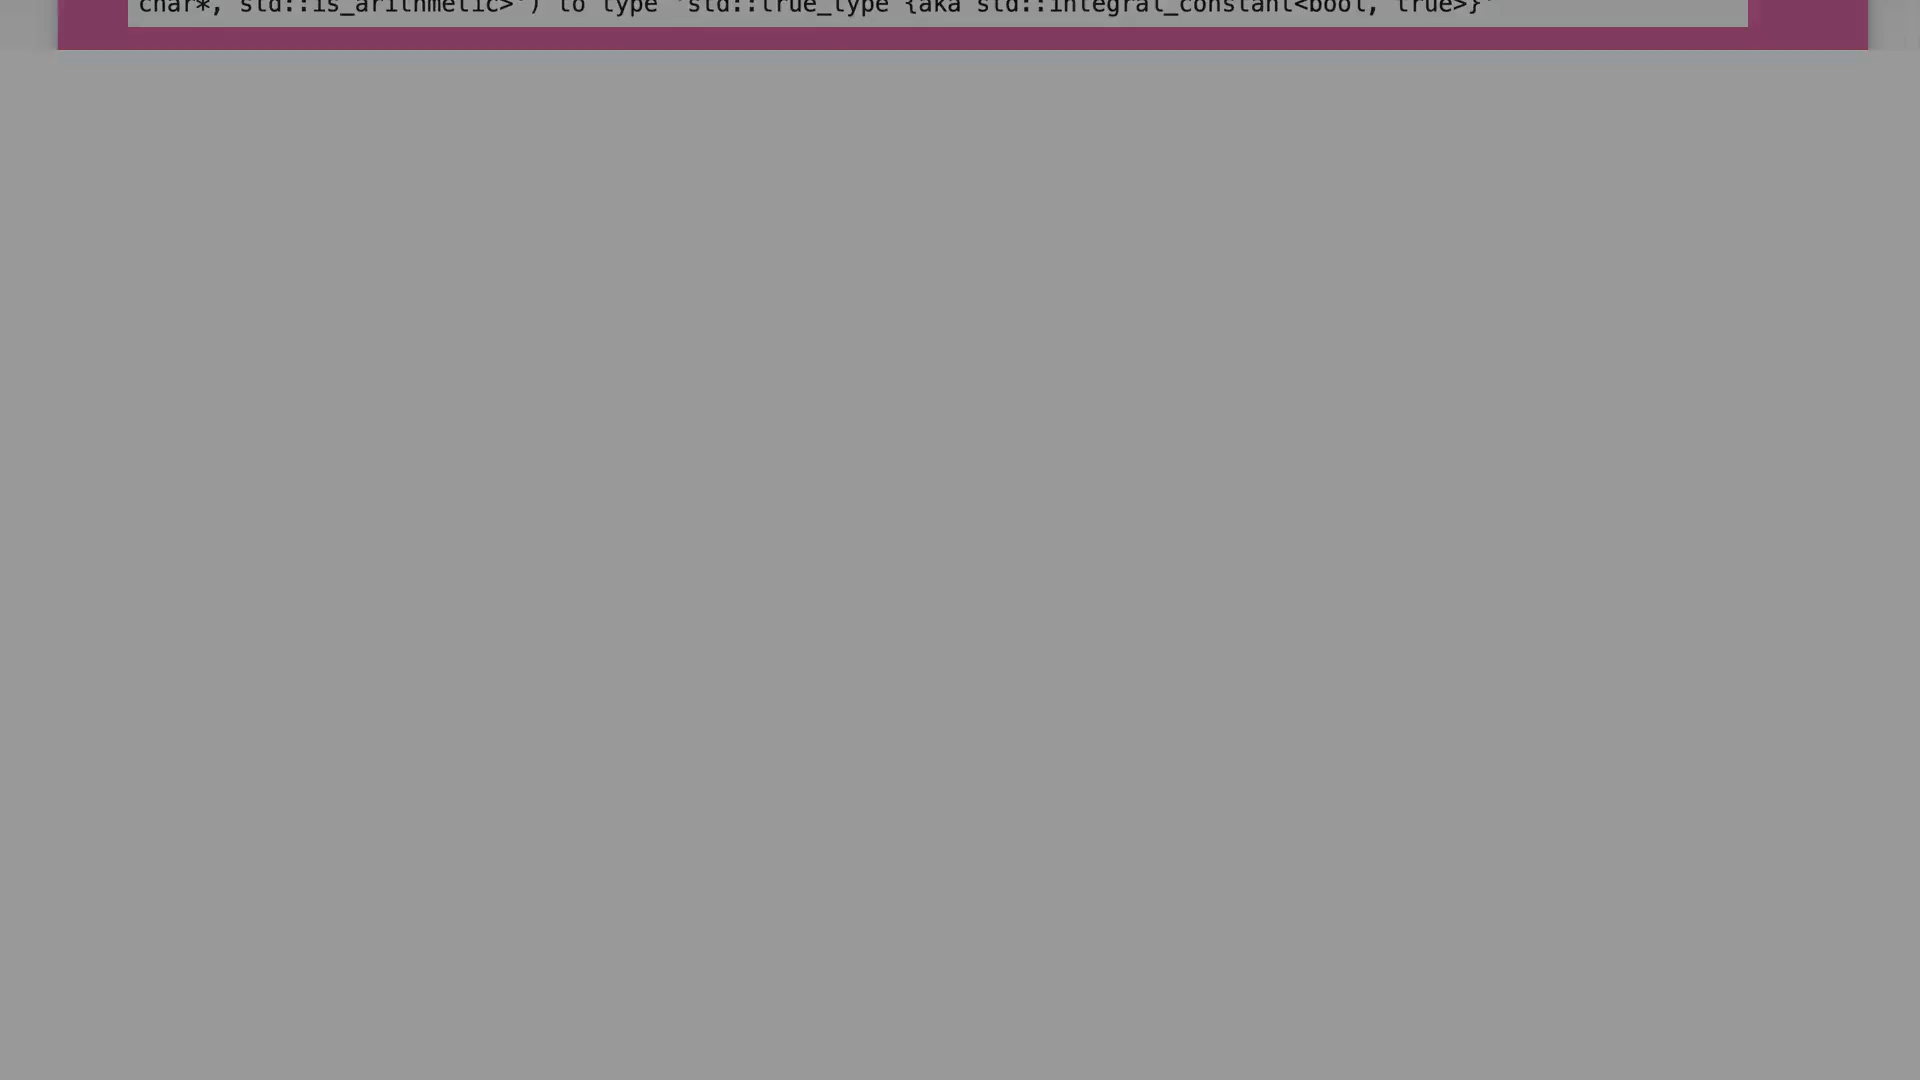 char*, std::is_arithmetic>') to type 'std::true_type {aka std::integral_constant<bool, true>}'